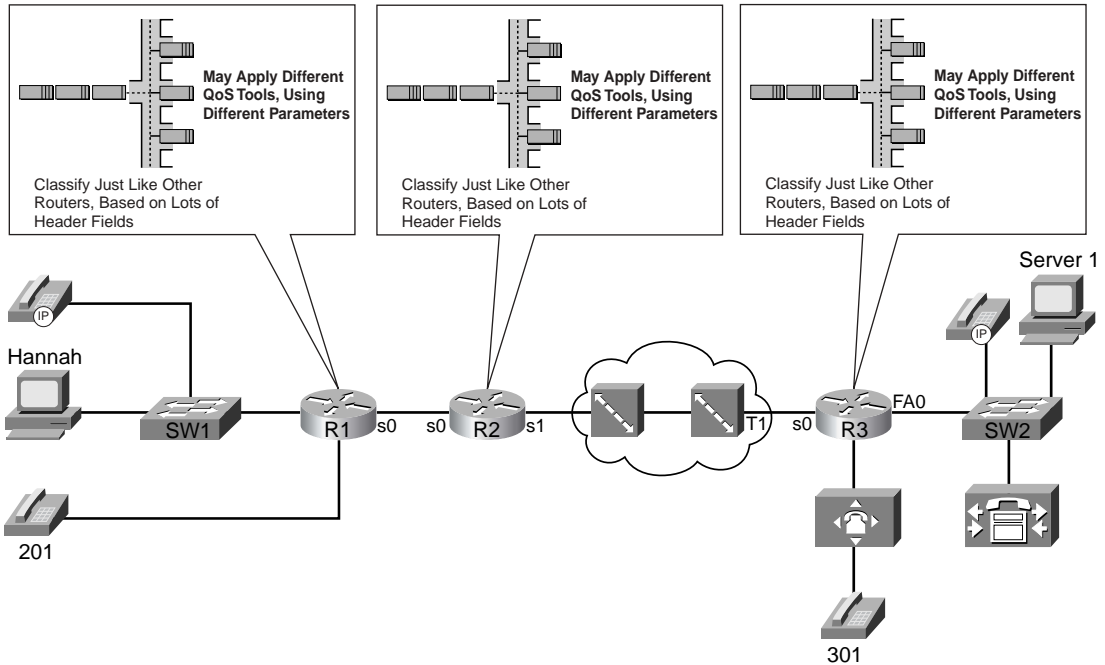 May Apply Different
QoS Tools, Using
Different Parameters
Classify Just Like Other
Routers, Based on Lots of
Header Fields
May Apply Different
QoS Tools, Using
Different Parameters
Classify Just Like Other
Routers, Based on Lots of
Header Fields
May Apply Different
QoS Tools, Using
Different Parameters
Classify Just Like Other
Routers, Based on Lots of
Header Fields
Server 1
IP
IP
Hannah
SW1
R1
s0
s0
R2
s1
T1
s0
R3
FA0
SW2
201
301